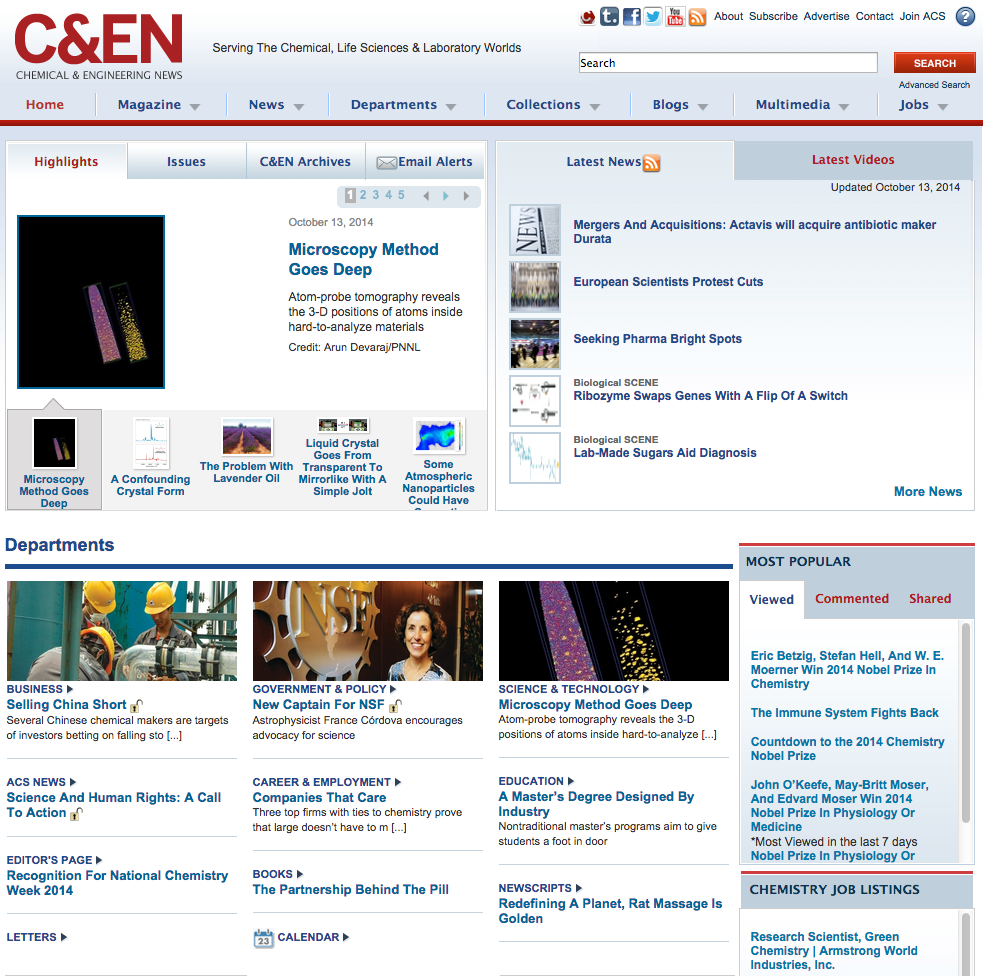 C&EN
CHEMICAL & ENGINEERING NEWS
Serving The Chemical, Life Sciences & Laboratory Worlds
You
Tube
About Subscribe Advertise Contact Join ACS ?
Search
SEARCH
Advanced Search
Home Magazine News Departments Collections Blogs Multimedia Jobs
Highlights Issues C&EN Archives Email Alerts
1 2 3 4 5
October 13, 2014
Microscopy Method
Goes Deep
Atom-probe tomography reveals
the 3-D positions of atoms inside
hard-to-analyze materials
Credit: Arun Devaraj/PNNL
Microscopy
Method Goes
Deep
A Confounding
Crystal Form
The Problem With
Lavender Oil
Liquid Crystal
Goes From
Transparent To
Mirrorlike With A
Simple Jolt
Some
Atmospheric
Nanoparticles
Could Have
Latest News
Latest Videos
Updated October 13, 2014
NEWS
Mergers And Acquisitions: Actavis will acquire antibiotic maker
Durata
European Scientists Protest Cuts
Seeking Pharma Bright Spots
Biological SCENE
Ribozyme Swaps Genes With A Flip Of A Switch
Biological SCENE
Lab-Made Sugars Aid Diagnosis
More News
Departments
BUSINESS
Selling China Short
Several Chinese chemical makers are targets
of investors betting on falling sto [...]
ACS NEWS
Science And Human Rights: A Call
To Action
EDITOR'S PAGE
Recognition For National Chemistry
Week 2014
LETTERS
NSF
GOVERNMENT & POLICY
New Captain For NSF
Astrophysicist France Córdova encourages
advocacy for science
CAREER & EMPLOYMENT
Companies That Care
Three top firms with ties to chemistry prove
that large doesn't have to m [...]
BOOKS
The Partnership Behind The Pill
23 CALENDAR
SCIENCE & TECHNOLOGY
Microscopy Method Goes Deep
Atom-probe tomography reveals the 3-D
positions of atoms inside hard-to-analyze [...]
EDUCATION
A Master's Degree Designed By
Industry
Nontraditional master's programs aim to give
students a foot in door
NEWSCRIPTS
Redefining A Planet, Rat Massage Is
Golden
MOST POPULAR
Viewed Commented Shared
Eric Betzig, Stefan Hell, And W. E.
Moerner Win 2014 Nobel Prize In
Chemistry
The Immune System Fights Back
Countdown to the 2014 Chemistry
Nobel Prize
John O'Keefe, May-Britt Moser,
And Edvard Moser Win 2014
Nobel Prize In Physiology Or
Medicine
*Most Viewed in the last 7 days
Nobel Prize In Physiology Or
CHEMISTRY JOB LISTINGS
Research Scientist, Green
Chemistry | Armstrong World
Industries, Inc.